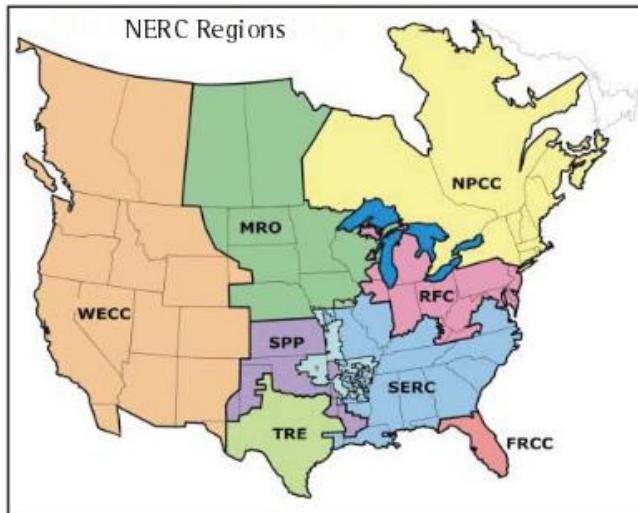 NERC Regions
NPCC
MRO
RFC
WECC
SPP
SERC
TRE
FRCC